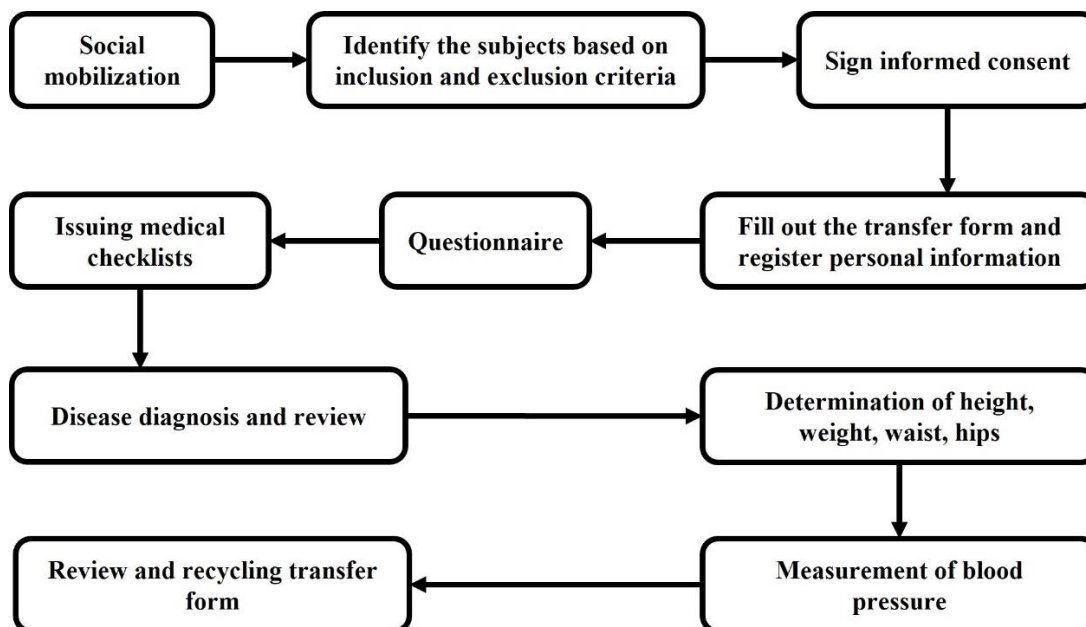 Social
mobilization
Identify the subjects based on
inclusion and exclusion criteria
Sign informed consent
Fill out the transfer form and
register personal information
Questionnaire
Issuing medical
checklists
Disease diagnosis and review
Determination of height,
weight, waist, hips
Measurement of blood
pressure
Review and recycling transfer
form